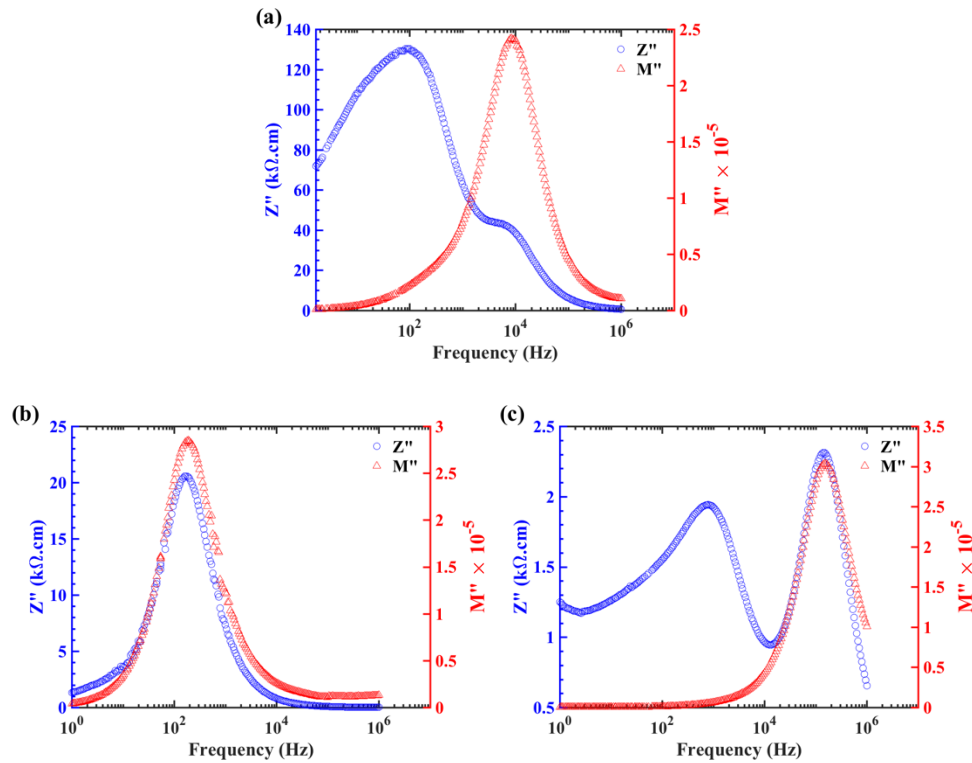 (a)
140
120
100
80
60
40
20
0
Z" (kΩ.cm)
10²
10⁴
10⁶
Frequency (Hz)
2.5
2
1.5
1
0.5
0
M" × 10⁻⁵
Z"
M"
(b)
25
20
15
10
5
0
Z" (kΩ.cm)
10⁰
10²
10⁴
10⁶
Frequency (Hz)
3
2.5
2
1.5
1
0.5
0
M" × 10⁻⁵
Z"
M"
(c)
2.5
2
1.5
1
0.5
Z" (kΩ.cm)
10⁰
10²
10⁴
10⁶
Frequency (Hz)
3.5
3
2.5
2
1.5
1
0.5
0
M" × 10⁻⁵
Z"
M"